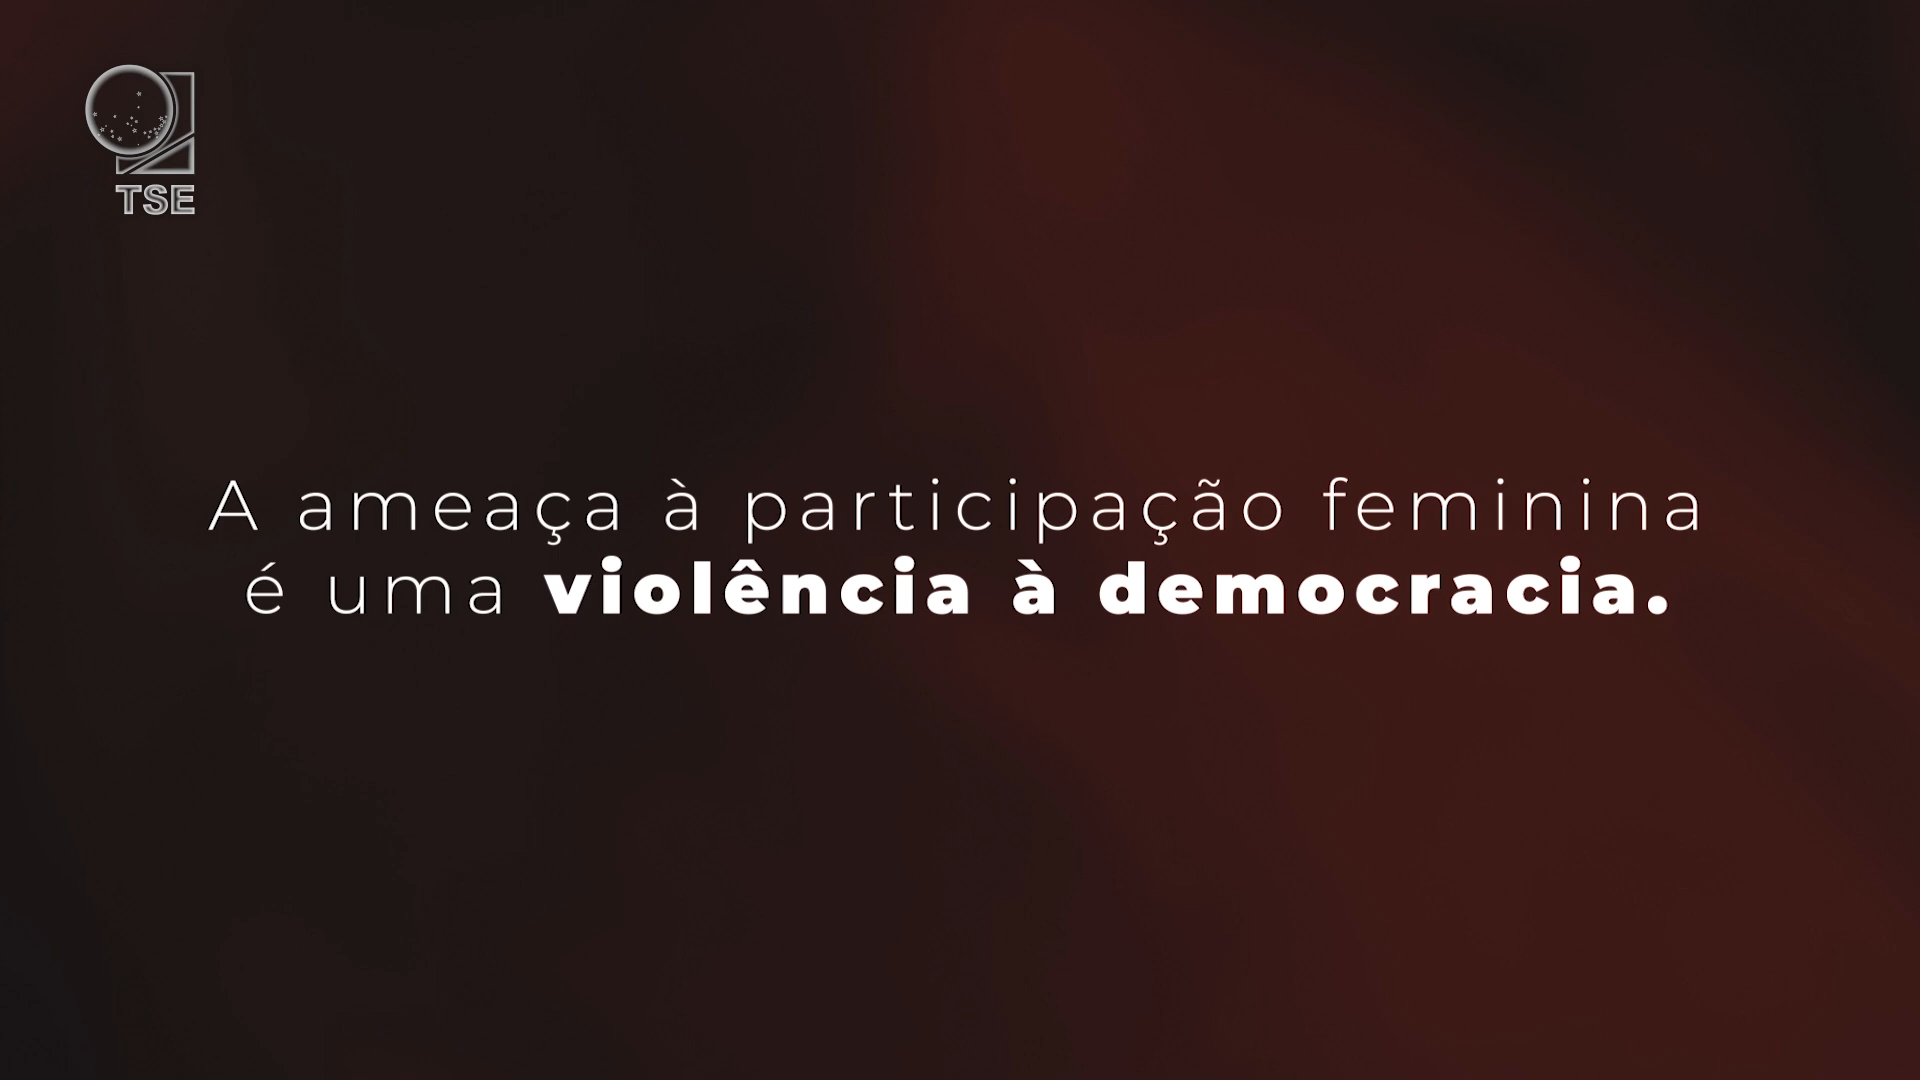 TSE
A ameaça à participação feminina
é uma violência à democracia.